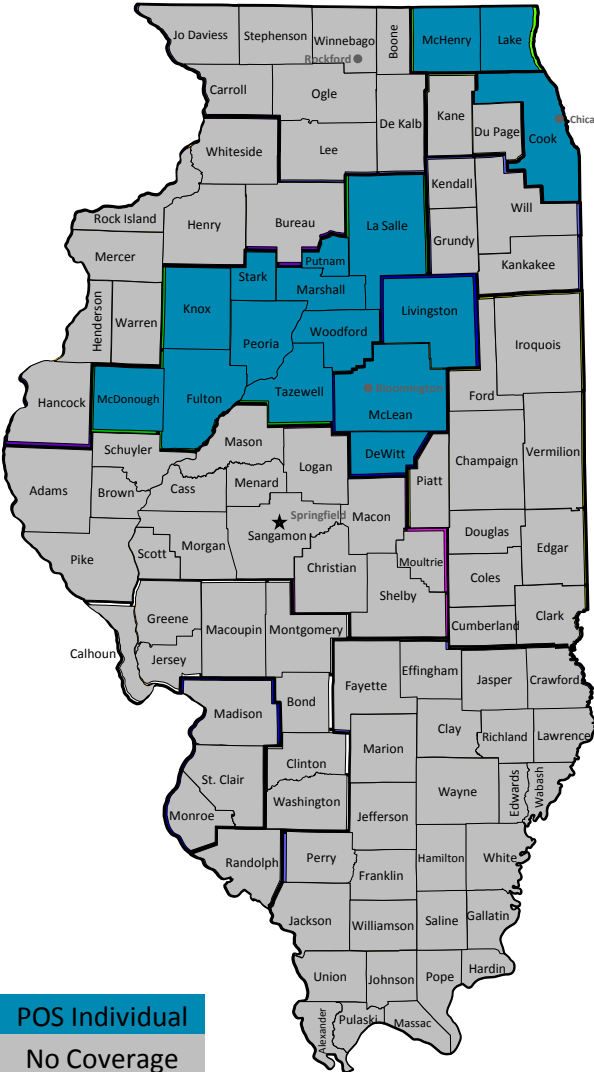 Jo Daviess
Stephenson
Winnebago
Boone
McHenry
Lake
Rockford
Carroll
Ogle
De Kalb
Kane
Du Page
Cook
Chica
Whiteside
Lee
Kendall
Will
Rock Island
Henry
Bureau
La Salle
Grundy
Kankakee
Mercer
Putnam
Stark
Marshall
Henderson
Warren
Knox
Peoria
Woodford
Livingston
Iroquois
Hancock
McDonough
Fulton
Tazewell
Bloomington
McLean
Ford
Schuyler
Mason
Logan
DeWitt
Piatt
Champaign
Vermilion
Adams
Brown
Cass
Menard
Springfield
Macon
Sangamon
Douglas
Edgar
Pike
Scott
Morgan
Christian
Moultrie
Coles
Shelby
Greene
Macoupin
Montgomery
Cumberland
Clark
Calhoun
Jersey
Effingham
Jasper
Crawford
Fayette
Madison
Bond
Clay
Richland
Lawrence
Marion
Clinton
St. Clair
Wayne
Edwards
Wabash
Washington
Monroe
Jefferson
Randolph
Perry
Hamilton
White
Franklin
Jackson
Williamson
Saline
Gallatin
Union
Johnson
Pope
Hardin
Alexander
Pulaski
Massac
POS Individual
No Coverage